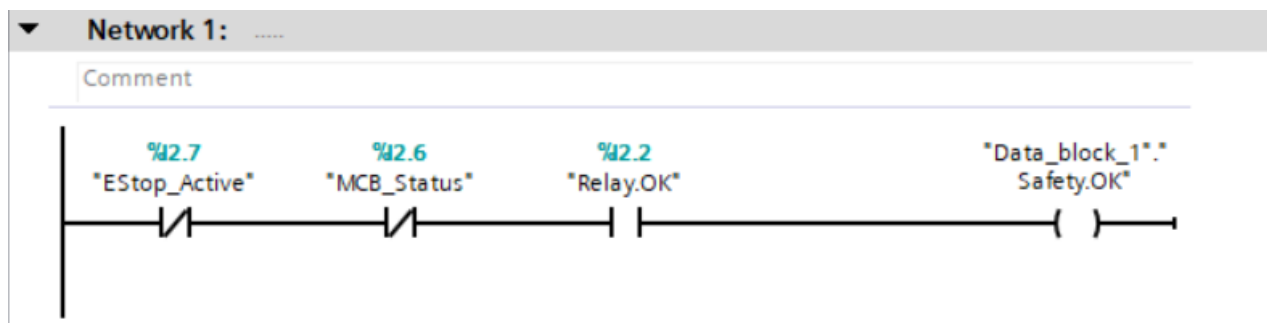 Network 1: .....
Comment
%I2.7 %I2.6 %I2.2 "Data_block_1"."
"EStop_Active" "MCB_Status" "Relay.OK" Safety.OK"